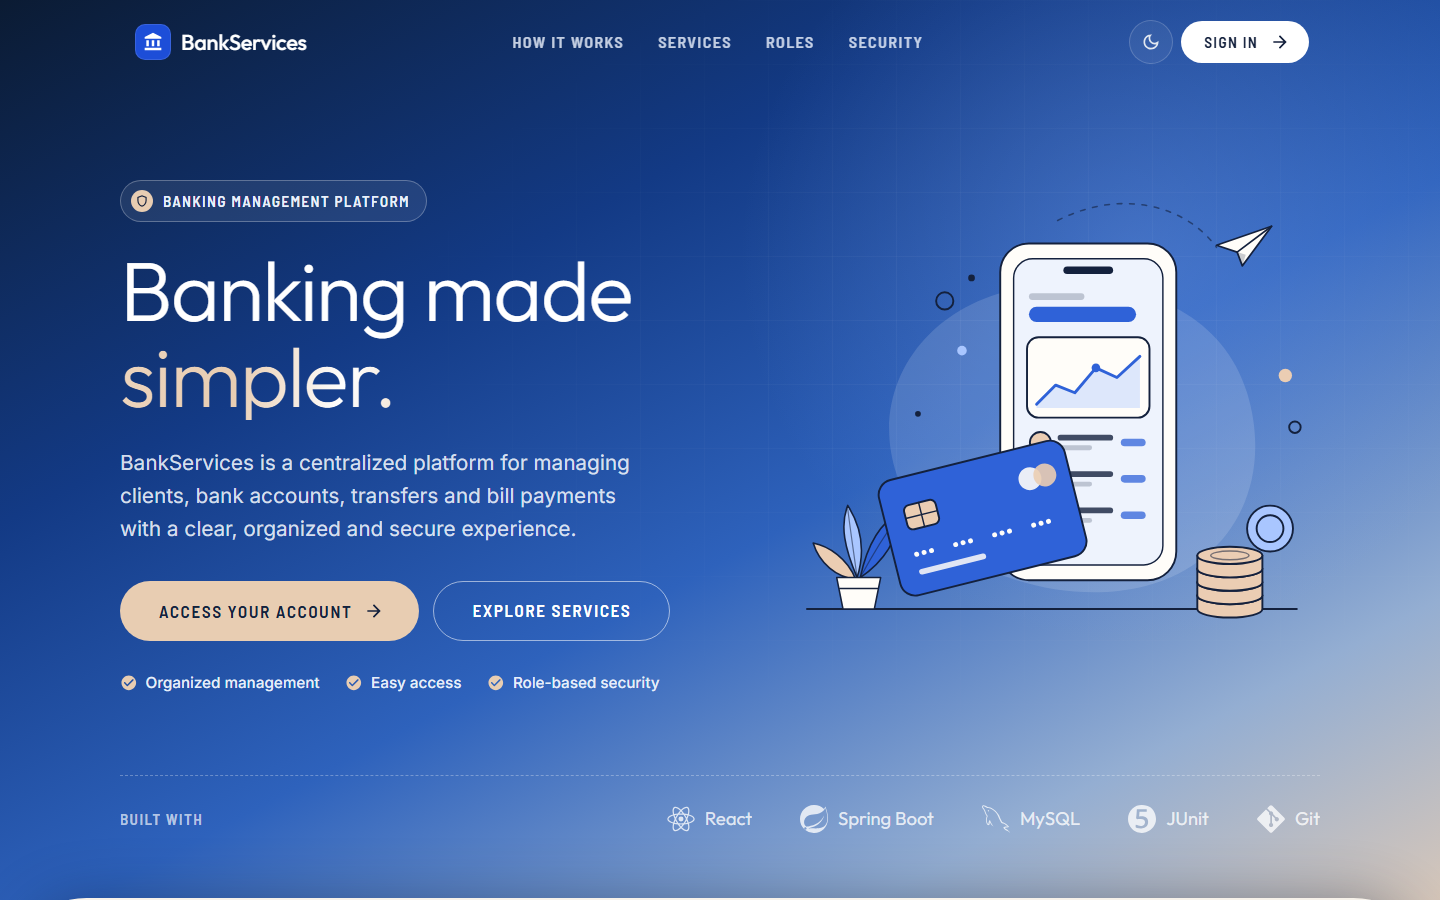 BankServices
HOW IT WORKS
SERVICES
ROLES
SECURITY
SIGN IN
BANKING MANAGEMENT PLATFORM
Banking made
simpler.
BankServices is a centralized platform for managing
clients, bank accounts, transfers and bill payments
with a clear, organized and secure experience.
ACCESS YOUR ACCOUNT
EXPLORE SERVICES
Organized management
Easy access
Role-based security
BUILT WITH
React
Spring Boot
MySQL
5
JUnit
Git